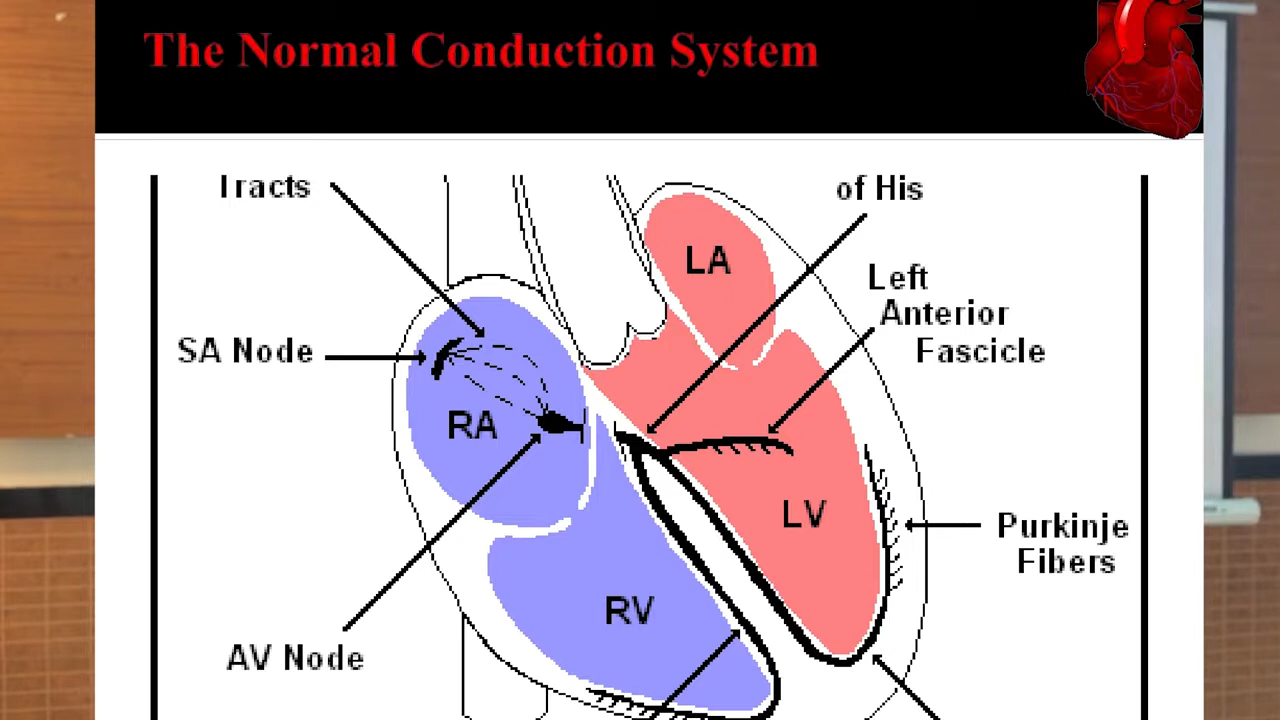 The Normal Conduction System
Tracts
of His
LA
Left
Anterior
Fascicle
SA Node
RA
LV
Purkinje
Fibers
RV
AV Node